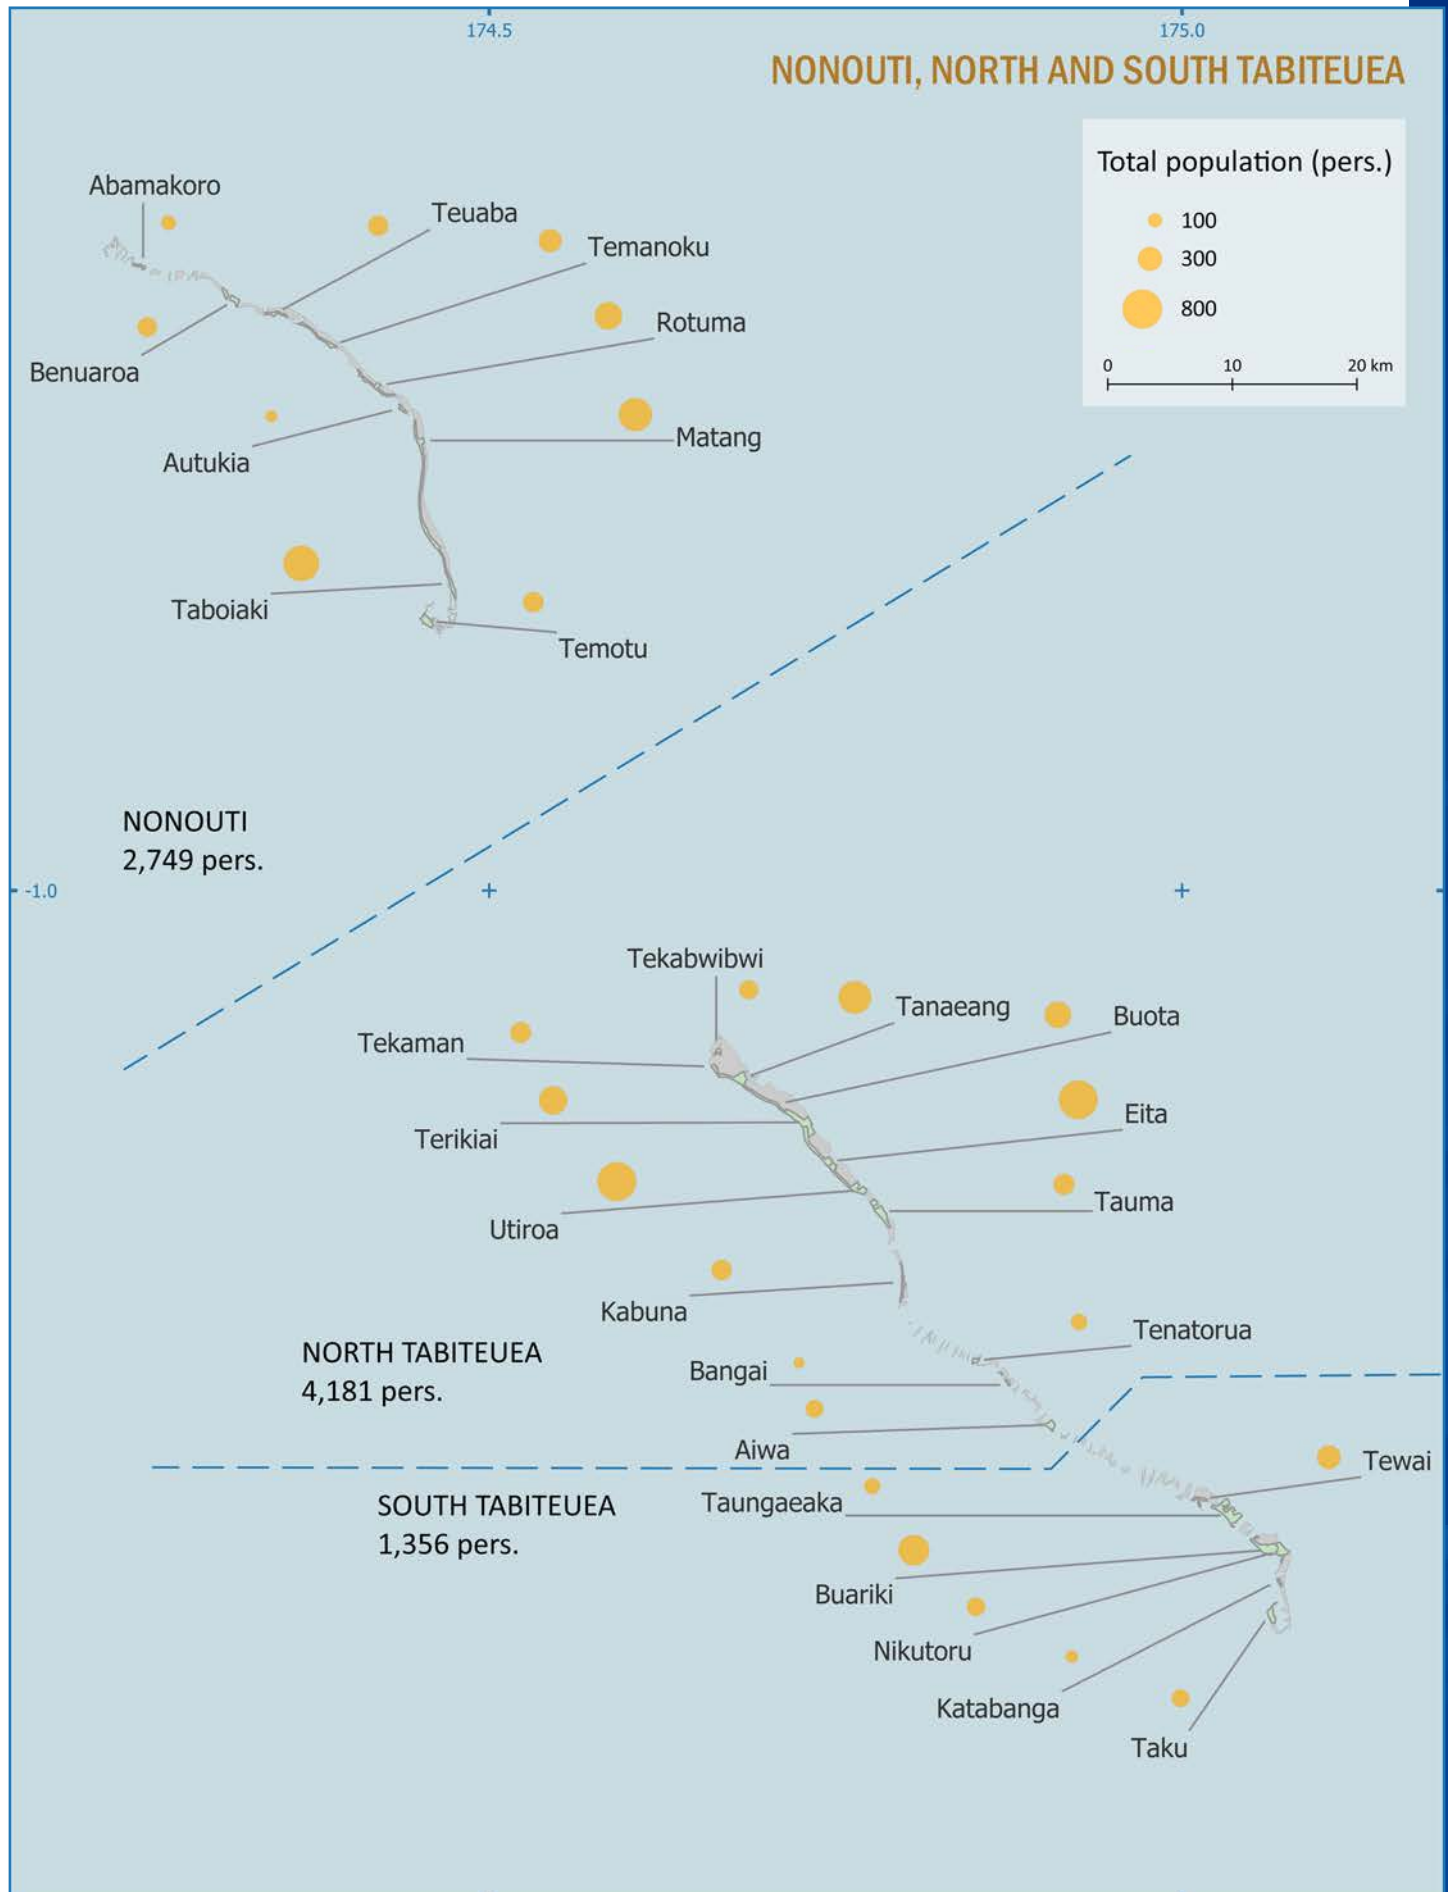 174.5
175.0
NONOUTI, NORTH AND SOUTH TABITEUEA
Total population (pers.)
100
300
800
0 10 20 km
Abamakoro
Teuaba
Temanoku
Rotuma
Benuaroa
Matang
Autukia
Taboiaki
Temotu
NONOUTI
2,749 pers.
-1.0
Tekabwibwi
Tanaeang
Buota
Tekaman
Eita
Terikiai
Tauma
Utiroa
Kabuna
Tenatorua
NORTH TABITEUEA
4,181 pers.
Bangai
Aiwa
Tewai
SOUTH TABITEUEA
1,356 pers.
Taungaeaka
Buariki
Nikutoru
Katabanga
Taku